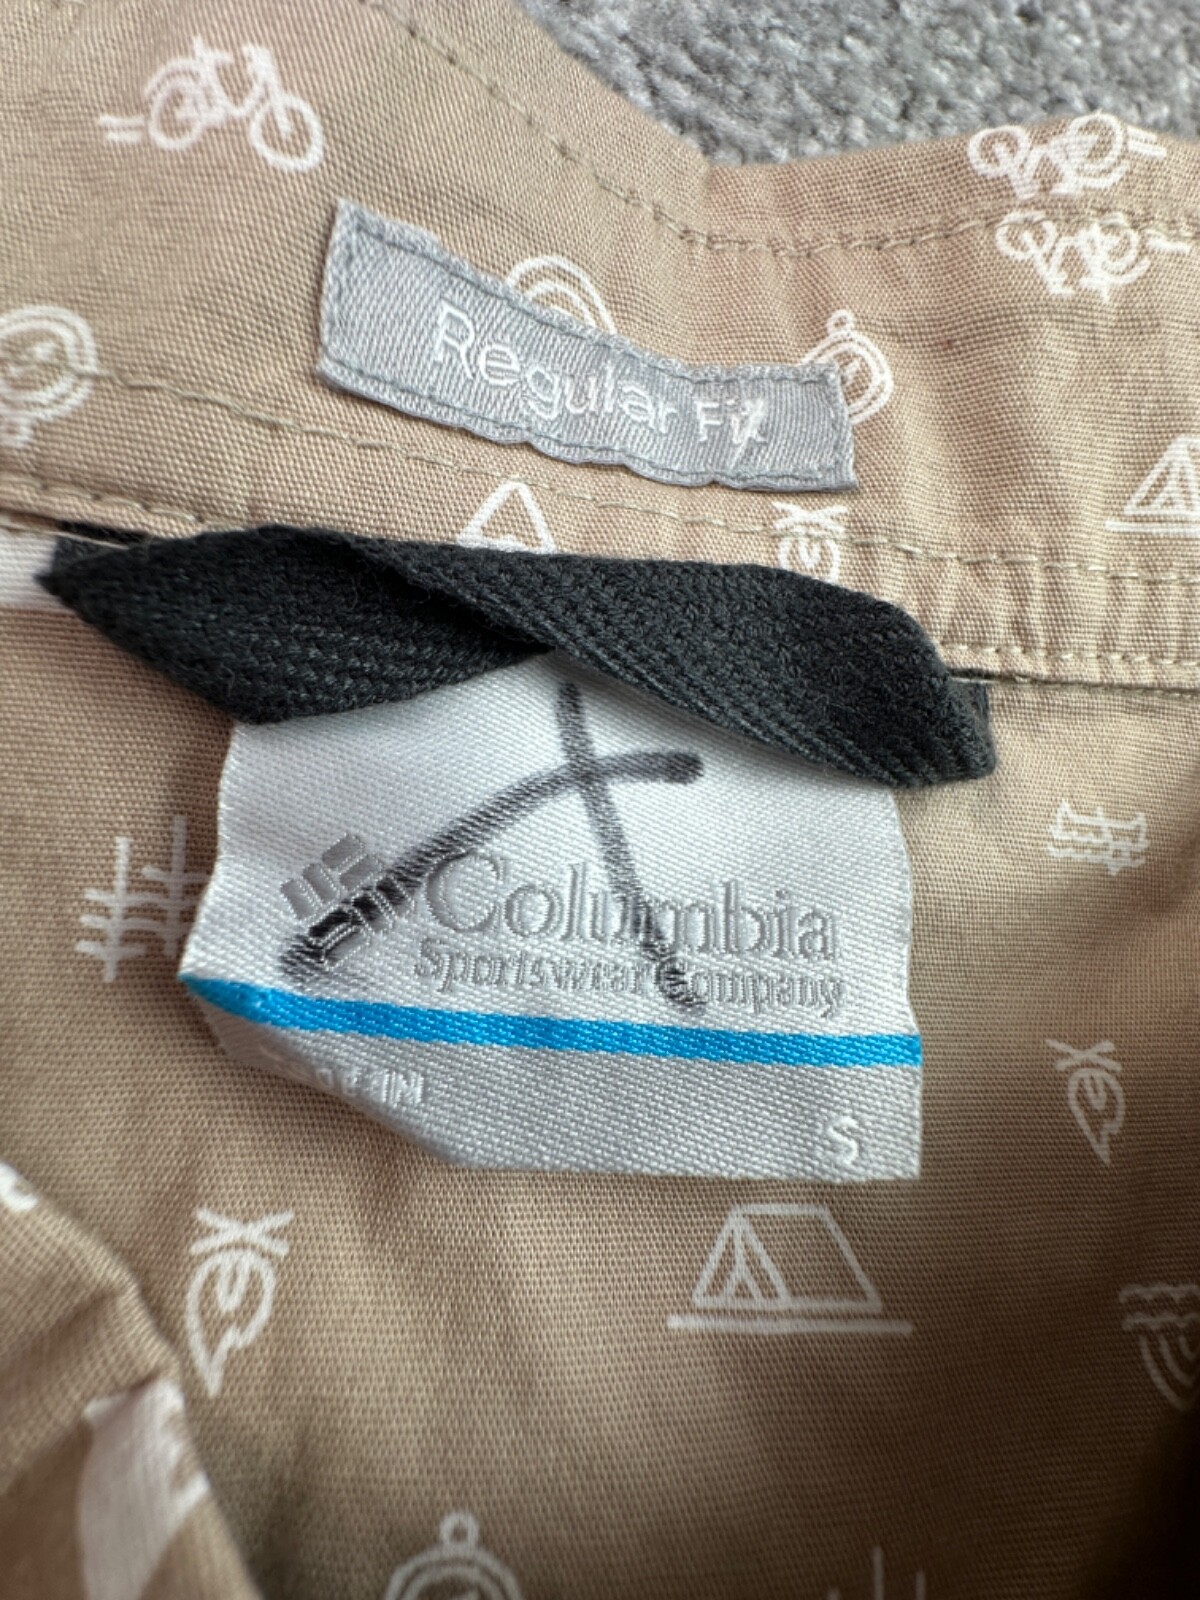 Regular Fit
Columbia
Sportswear Company
S